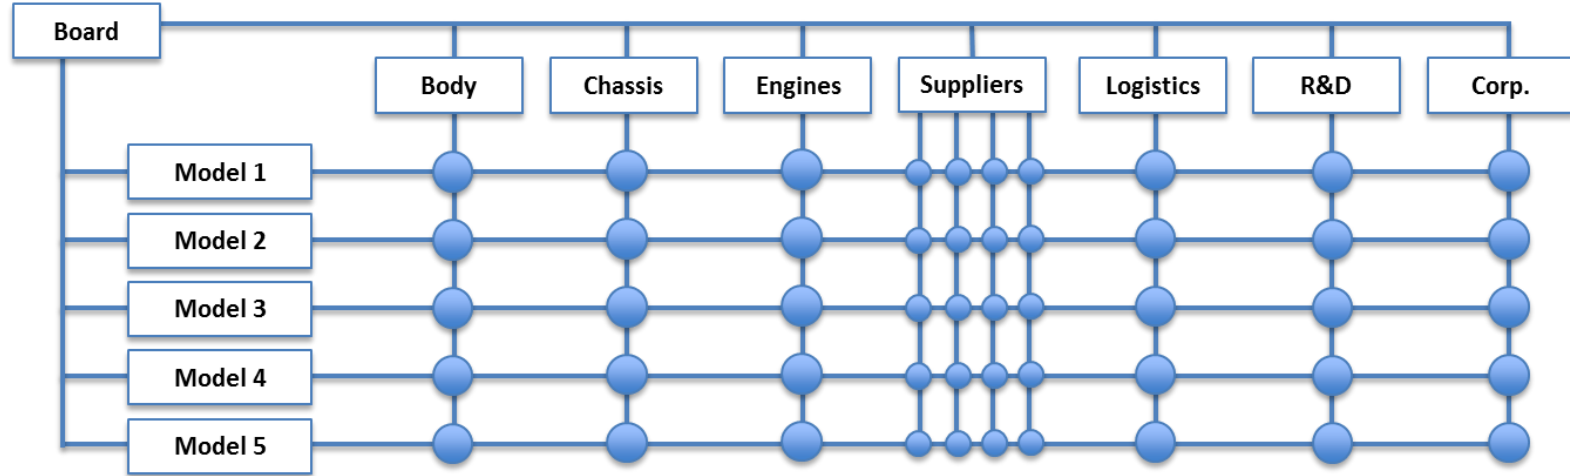 Board
Body
Chassis
Engines
Suppliers
Logistics
R&D
Corp.
Model 1
Model 2
Model 3
Model 4
Model 5